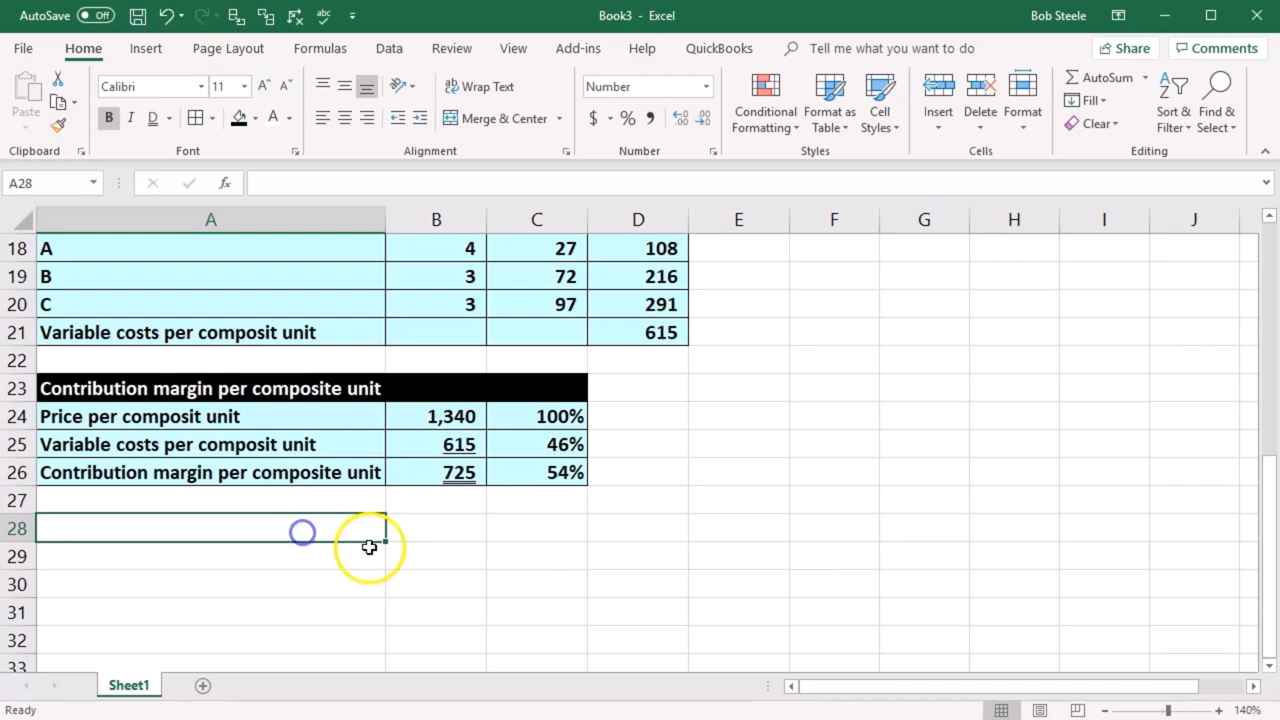 AutoSave Off Book3 - Excel Bob Steele
File Home Insert Page Layout Formulas Data Review View Add-ins Help QuickBooks Tell me what you want to do Share Comments
Calibri 11 A^ Aˇ ab Wrap Text Number AutoSum
Paste B I D A Merge & Center $ % , Conditional Formatting Format as Table Cell Styles Insert Delete Format Fill Clear Sort & Filter Find & Select
Clipboard Font Alignment Number Styles Cells Editing
A28 fx
A B C D E F G H I J
18 A 4 27 108
19 B 3 72 216
20 C 3 97 291
21 Variable costs per composit unit 615
22
23 Contribution margin per composite unit
24 Price per composit unit 1,340 100%
25 Variable costs per composit unit 615 46%
26 Contribution margin per composite unit 725 54%
27
28
29
30
31
32
33
Sheet1
Ready 140%